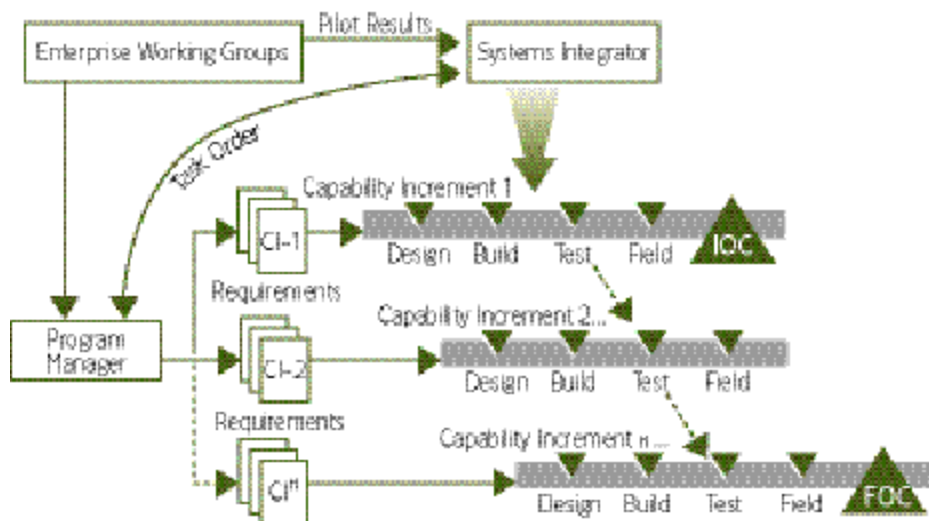 Pilot Results
Enterprise Working Groups
Systems Integrator
Task Order
Capability Increment 1
CI-1
IOC
Design Build Test Field
Requirements
Capability Increment 2...
Program
Manager
CI-2
Design Build Test Field
Requirements
Capability Increment n ...
CIⁿ
FOC
Design Build Test Field